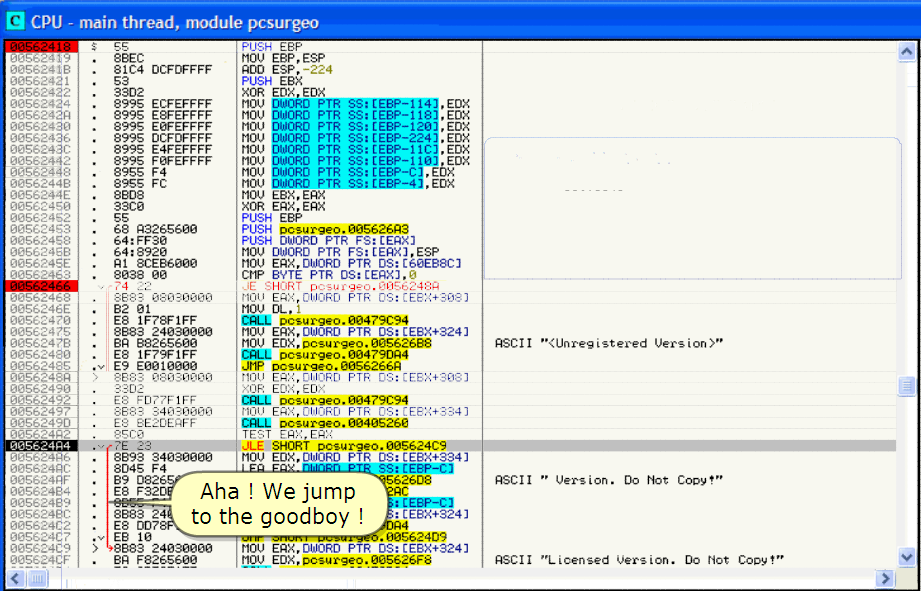 C CPU - main thread, module pcsurgeo
00562418 $ 55 PUSH EBP
00562419 . 8BEC MOV EBP,ESP
0056241B . 81C4 DCFDFFFF ADD ESP,-224
00562421 . 53 PUSH EBX
00562422 . 33D2 XOR EDX,EDX
00562424 . 8995 ECFEFFFF MOV DWORD PTR SS:[EBP-114],EDX
0056242A . 8995 E8FEFFFF MOV DWORD PTR SS:[EBP-118],EDX
00562430 . 8995 E0FEFFFF MOV DWORD PTR SS:[EBP-120],EDX
00562436 . 8995 DCFDFFFF MOV DWORD PTR SS:[EBP-224],EDX
0056243C . 8995 E4FEFFFF MOV DWORD PTR SS:[EBP-11C],EDX
00562442 . 8995 F0FEFFFF MOV DWORD PTR SS:[EBP-110],EDX
00562448 . 8955 F4 MOV DWORD PTR SS:[EBP-C],EDX
0056244B . 8955 FC MOV DWORD PTR SS:[EBP-4],EDX
0056244E . 8BD8 MOV EBX,EAX
00562450 . 33C0 XOR EAX,EAX
00562452 . 55 PUSH EBP
00562453 . 68 A3265600 PUSH pcsurgeo.005626A3
00562458 . 64:FF30 PUSH DWORD PTR FS:[EAX]
0056245B . 64:8920 MOV DWORD PTR FS:[EAX],ESP
0056245E . A1 8CEB6000 MOV EAX,DWORD PTR DS:[60EB8C]
00562463 . 8038 00 CMP BYTE PTR DS:[EAX],0
00562466 .v 74 22 JE SHORT pcsurgeo.0056248A
00562468 . 8B83 08030000 MOV EAX,DWORD PTR DS:[EBX+308]
0056246E . B2 01 MOV DL,1
00562470 . E8 1F78F1FF CALL pcsurgeo.00479C94
00562475 . 8B83 24030000 MOV EAX,DWORD PTR DS:[EBX+324]
0056247B . BA B8265600 MOV EDX,pcsurgeo.005626B8 ASCII "<Unregistered Version>"
00562480 . E8 1F79F1FF CALL pcsurgeo.00479DA4
00562485 .v E9 E0010000 JMP pcsurgeo.0056266A
0056248A > 8B83 08030000 MOV EAX,DWORD PTR DS:[EBX+308]
00562490 . 33D2 XOR EDX,EDX
00562492 . E8 FD77F1FF CALL pcsurgeo.00479C94
00562497 . 8B83 34030000 MOV EAX,DWORD PTR DS:[EBX+334]
0056249D . E8 BE2DEAFF CALL pcsurgeo.00405260
005624A2 . 85C0 TEST EAX,EAX
005624A4 .v 7E 23 JLE SHORT pcsurgeo.005624C9
005624A6 . 8B93 34030000 MOV EDX,DWORD PTR DS:[EBX+334]
005624AC . 8D45 F4 LEA EAX,DWORD PTR SS:[EBP-C]
005624AF . B9 D82656 5626D8 ASCII " Version. Do Not Copy!"
005624B4 . E8 F32D 2AC
005624B9 . 8B55 [EBP-C]
005624BC . 8B83 24 DS:[EBX+324]
005624C2 . E8 DD78F DA4
005624C7 .v EB 10 JMP SHORT pcsurgeo.005624D9
005624C9 > 8B83 24030000 MOV EAX,DWORD PTR DS:[EBX+324]
005624CF . BA F8265600 MOV EDX,pcsurgeo.005626F8 ASCII "Licensed Version. Do Not Copy!"
Aha ! We jump
to the goodboy !